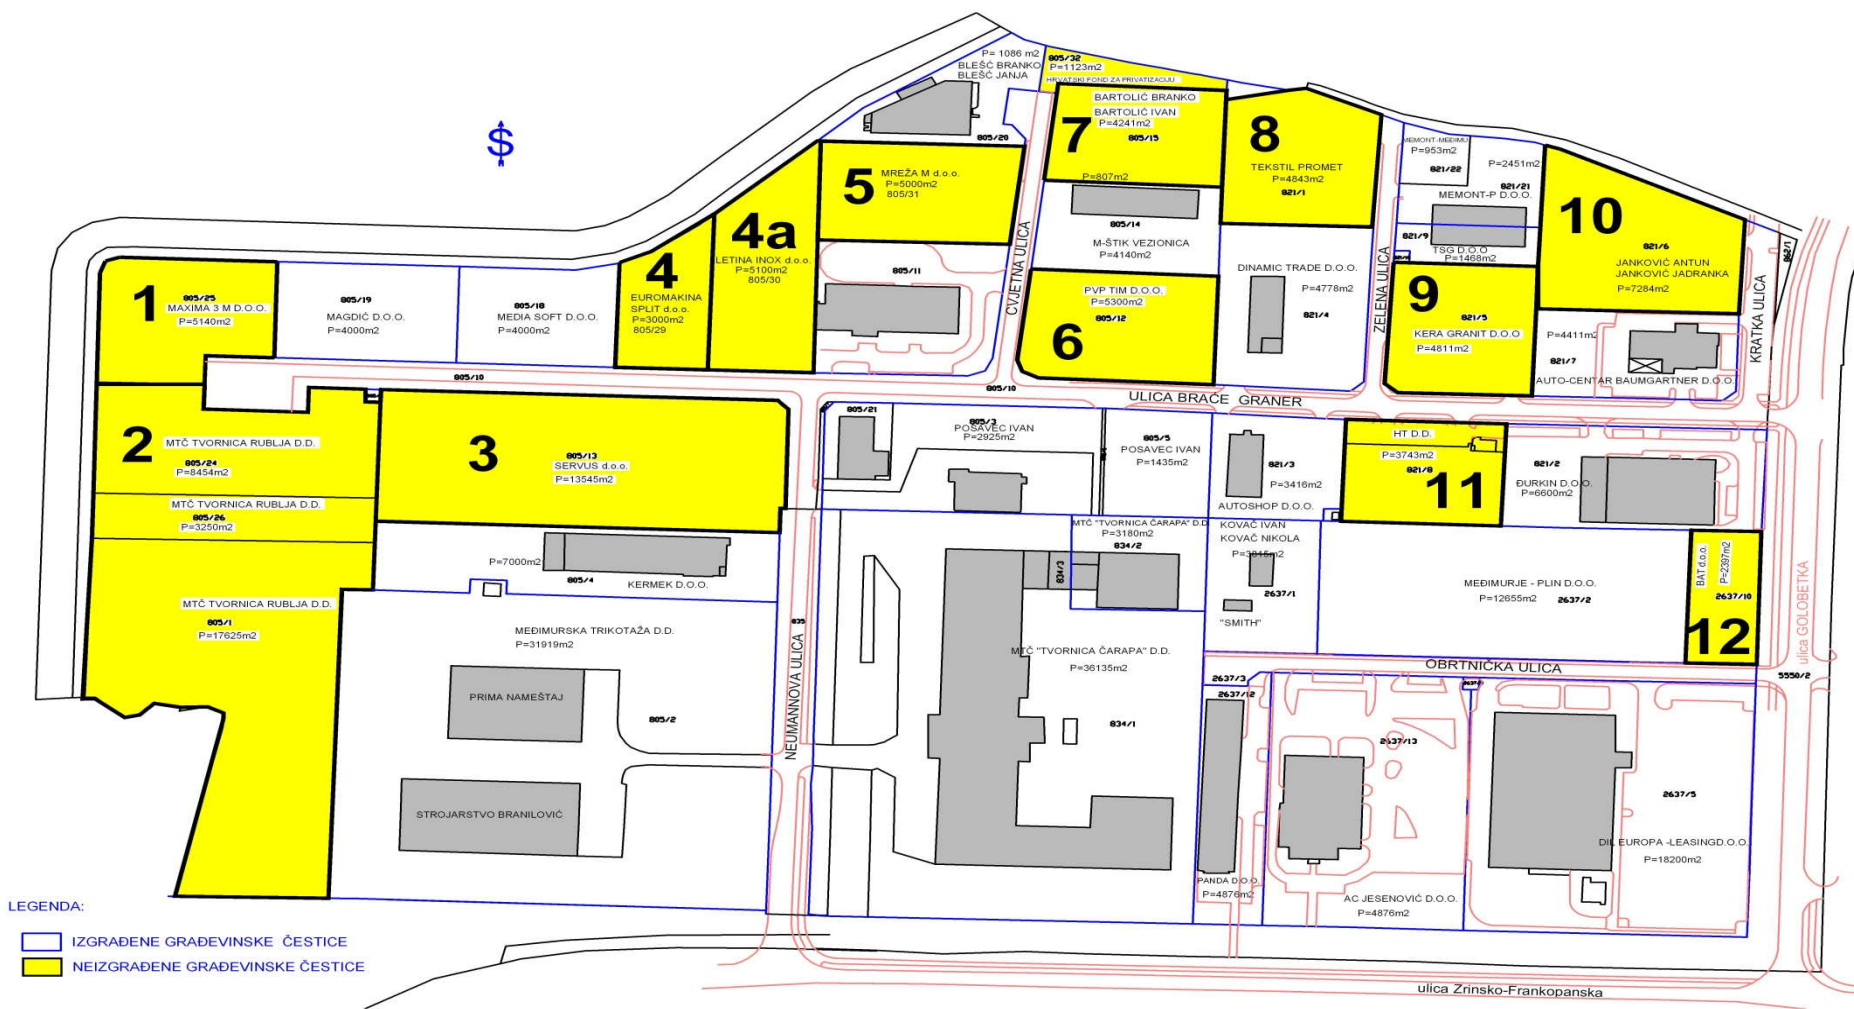 P= 1086 m2
BLEŠĆ BRANKO
BLEŠĆ JANJA
805/20
805/32
P=1123m2
HRVATSKI FOND ZA PRIVATIZACIJU
7
BARTOLIĆ BRANKO
BARTOLIĆ IVAN
P=4241m2
805/15
P=807m2
8
TEKSTIL PROMET
P=4843m2
821/1
P=953m2
821/22
P=2451m2
821/21
MEMONT-P D.O.O.
10
821/6
JANKOVIĆ ANTUN
JANKOVIĆ JADRANKA
P=7284m2
862/1
KRATKA ULICA
5
MREŽA M d.o.o.
P=5000m2
805/31
4a
LETINA INOX d.o.o.
P=5100m2
805/30
4
EUROMAKINA
SPLIT d.o.o.
P=3000m2
805/29
1
805/25
MAXIMA 3 M D.O.O.
P=5140m2
805/19
MAGDIĆ D.O.O.
P=4000m2
805/18
MEDIA SOFT D.O.O.
P=4000m2
805/11
CVJETNA ULICA
805/14
M-ŠTIK VEZIONICA
P=4140m2
6
PVP TIM D.O.O.
P=5300m2
805/12
DINAMIC TRADE D.O.O.
P=4778m2
821/4
ZELENA ULICA
821/9
TSG D.O.O
P=1468m2
9
821/5
KERA GRANIT D.O.O
P=4811m2
P=4411m2
821/7
AUTO-CENTAR BAUMGARTNER D.O.O.
805/10
805/10
ULICA BRAĆE GRANER
2
MTČ TVORNICA RUBLJA D.D.
805/24
P=8454m2
MTČ TVORNICA RUBLJA D.D.
805/26
P=3250m2
MTČ TVORNICA RUBLJA D.D.
805/1
P=17625m2
3
805/13
SERVUS d.o.o.
P=13545m2
805/21
805/3
POSAVEC IVAN
P=2925m2
805/5
POSAVEC IVAN
P=1435m2
821/3
P=3416m2
AUTOSHOP D.O.O.
HT D.D.
P=3743m2
821/8
11
821/2
ĐURKIN D.O.O.
P=6600m2
P=7000m2
805/4
KERMEK D.O.O.
MTČ "TVORNICA ČARAPA" D.D.
P=3180m2
834/2
834/3
KOVAČ IVAN
KOVAČ NIKOLA
P=3815m2
2637/1
"SMITH"
MEĐIMURJE - PLIN D.O.O.
P=12655m2
2637/2
BAT d.o.o.
P=2397m2
2637/10
12
ulica GOLOBETKA
MEĐIMURSKA TRIKOTAŽA D.D.
P=31919m2
835
NEUMANNOVA ULICA
MTČ "TVORNICA ČARAPA" D.D.
P=36135m2
834/1
OBRTNIČKA ULICA
5550/2
2637/3
2637/12
PRIMA NAMEŠTAJ
805/2
STROJARSTVO BRANILOVIĆ
2637/13
2637/5
DIL EUROPA -LEASINGD.O.O.
P=18200m2
PANDA D.O.O.
P=4876m2
AC JESENOVIĆ D.O.O.
P=4876m2
ulica Zrinsko-Frankopanska
LEGENDA:
IZGRAĐENE GRAĐEVINSKE ČESTICE
NEIZGRAĐENE GRAĐEVINSKE ČESTICE